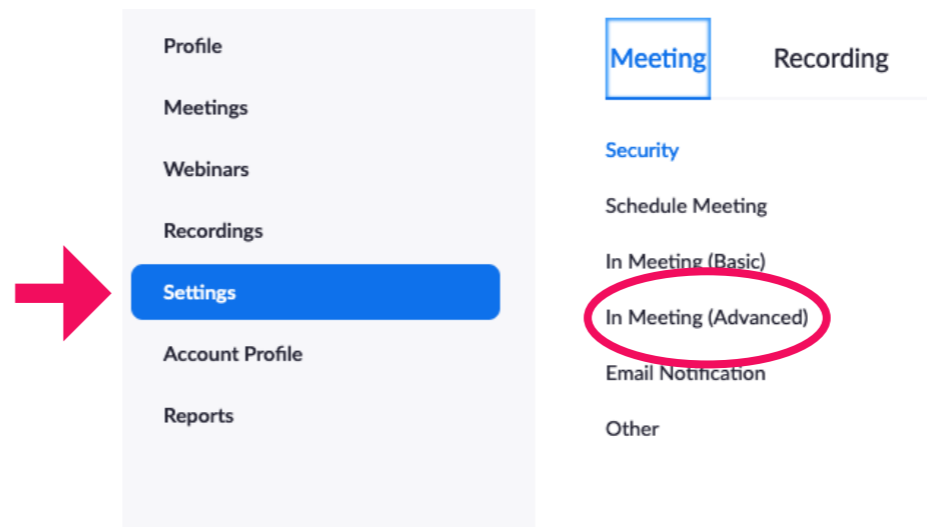 Profile
Meetings
Webinars
Recordings
Settings
Account Profile
Reports
Meeting
Recording
Security
Schedule Meeting
In Meeting (Basic)
In Meeting (Advanced)
Email Notification
Other